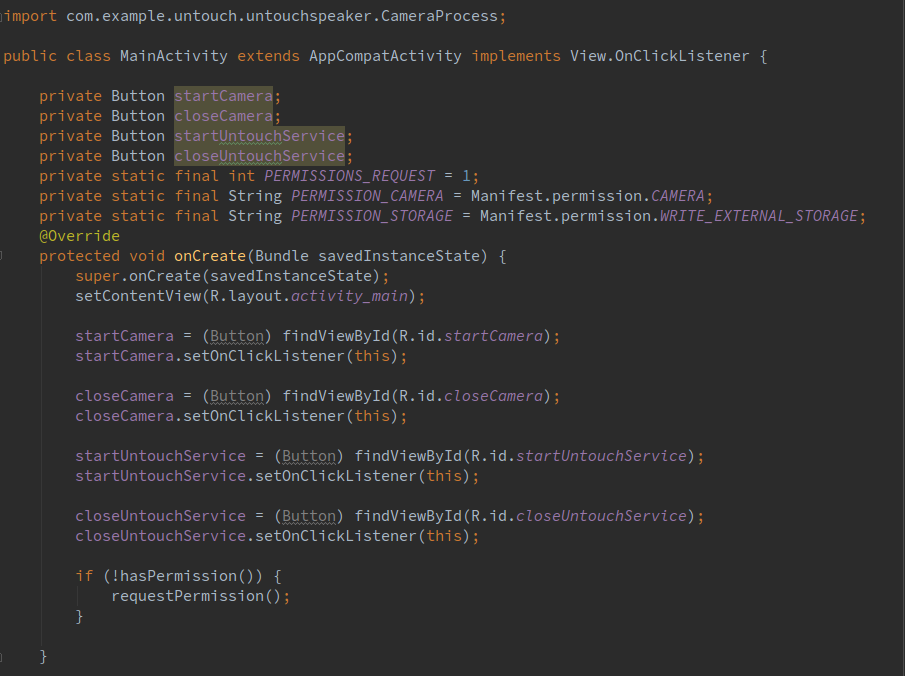 import com.example.untouch.untouchspeaker.CameraProcess;
public class MainActivity extends AppCompatActivity implements View.OnClickListener {
private Button startCamera;
private Button closeCamera;
private Button startUntouchService;
private Button closeUntouchService;
private static final int PERMISSIONS_REQUEST = 1;
private static final String PERMISSION_CAMERA = Manifest.permission.CAMERA;
private static final String PERMISSION_STORAGE = Manifest.permission.WRITE_EXTERNAL_STORAGE;
@Override
protected void onCreate(Bundle savedInstanceState) {
super.onCreate(savedInstanceState);
setContentView(R.layout.activity_main);
startCamera = (Button) findViewById(R.id.startCamera);
startCamera.setOnClickListener(this);
closeCamera = (Button) findViewById(R.id.closeCamera);
closeCamera.setOnClickListener(this);
startUntouchService = (Button) findViewById(R.id.startUntouchService);
startUntouchService.setOnClickListener(this);
closeUntouchService = (Button) findViewById(R.id.closeUntouchService);
closeUntouchService.setOnClickListener(this);
if (!hasPermission()) {
requestPermission();
}
}